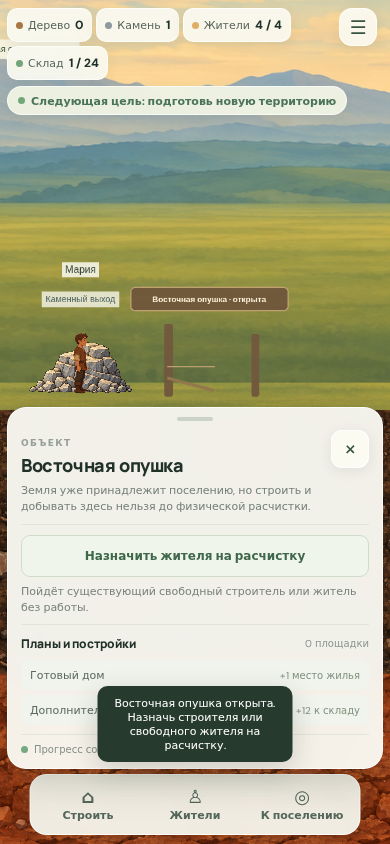 Дерево 0
Камень 1
Жители 4 / 4
☰
Склад 1 / 24
Следующая цель: подготовь новую территорию
Мария
Каменный выход
Восточная опушка · открыта
ОБЪЕКТ
Восточная опушка
×
Земля уже принадлежит поселению, но строить и
добывать здесь нельзя до физической расчистки.
Назначить жителя на расчистку
Пойдёт существующий свободный строитель или житель
без работы.
Планы и постройки
0 площадки
Готовый дом
+1 место жилья
+12 к складу
Восточная опушка открыта.
Назначь строителя или
свободного жителя на
расчистку.
Прогресс
Строить
Жители
К поселению